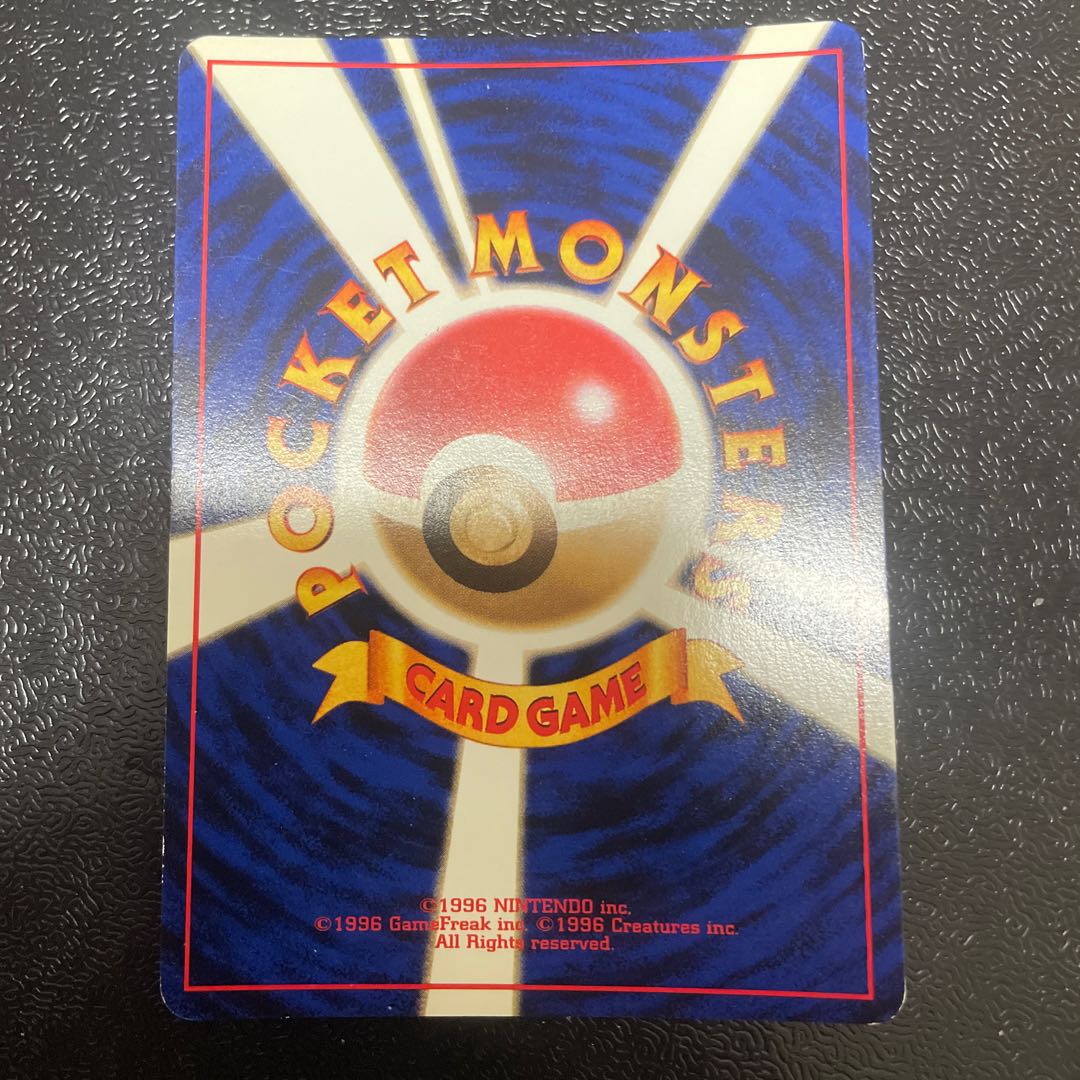 POCKET MONSTERS
CARD GAME
©1996 NINTENDO inc.
©1996 GameFreak inc. ©1996 Creatures inc.
All Rights reserved.